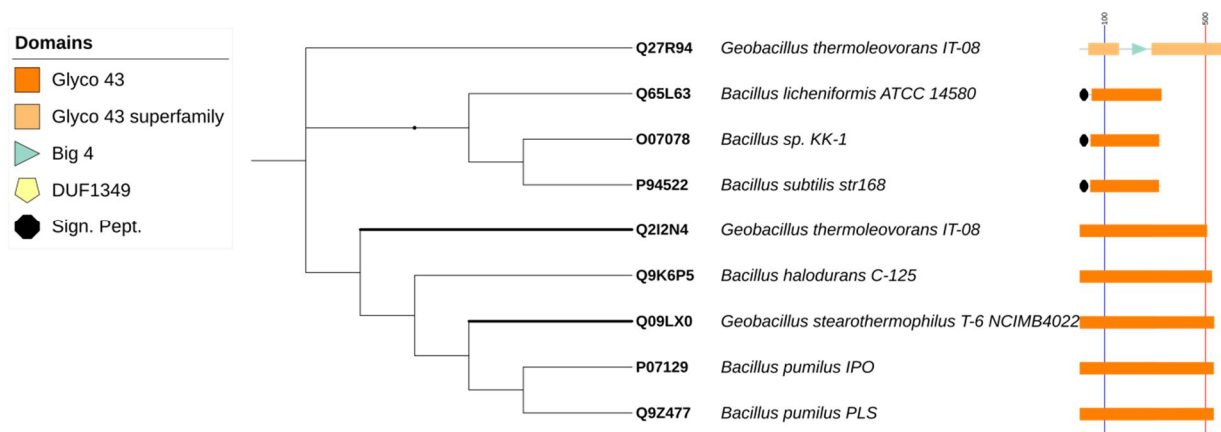 100
500
Domains
Glyco 43
Glyco 43 superfamily
Big 4
DUF1349
Sign. Pept.
Q27R94 Geobacillus thermoleovorans IT-08
Q65L63 Bacillus licheniformis ATCC 14580
O07078 Bacillus sp. KK-1
P94522 Bacillus subtilis str168
Q2I2N4 Geobacillus thermoleovorans IT-08
Q9K6P5 Bacillus halodurans C-125
Q09LX0 Geobacillus stearothermophilus T-6 NCIMB4022
P07129 Bacillus pumilus IPO
Q9Z477 Bacillus pumilus PLS